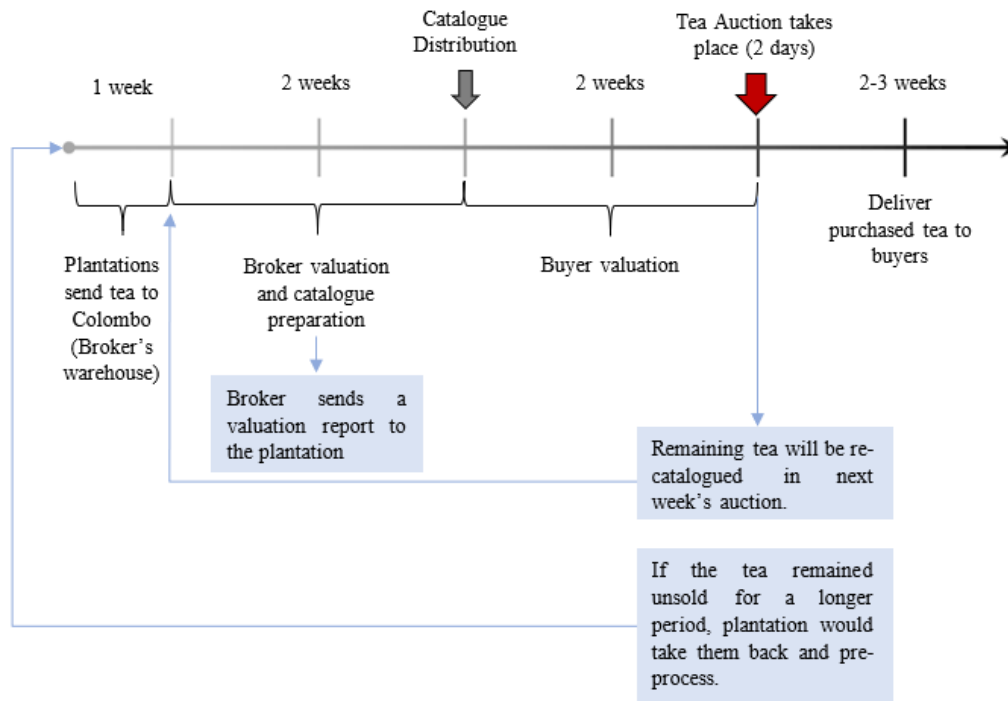 Catalogue
Distribution
Tea Auction takes
place (2 days)
1 week
2 weeks
2 weeks
2-3 weeks
Plantations
send tea to
Colombo
(Broker's
warehouse)
Broker valuation
and catalogue
preparation
Buyer valuation
Deliver
purchased tea to
buyers
Broker sends a
valuation report to
the plantation
Remaining tea will be re-
catalogued in next
week's auction.
If the tea remained
unsold for a longer
period, plantation would
take them back and pre-
process.